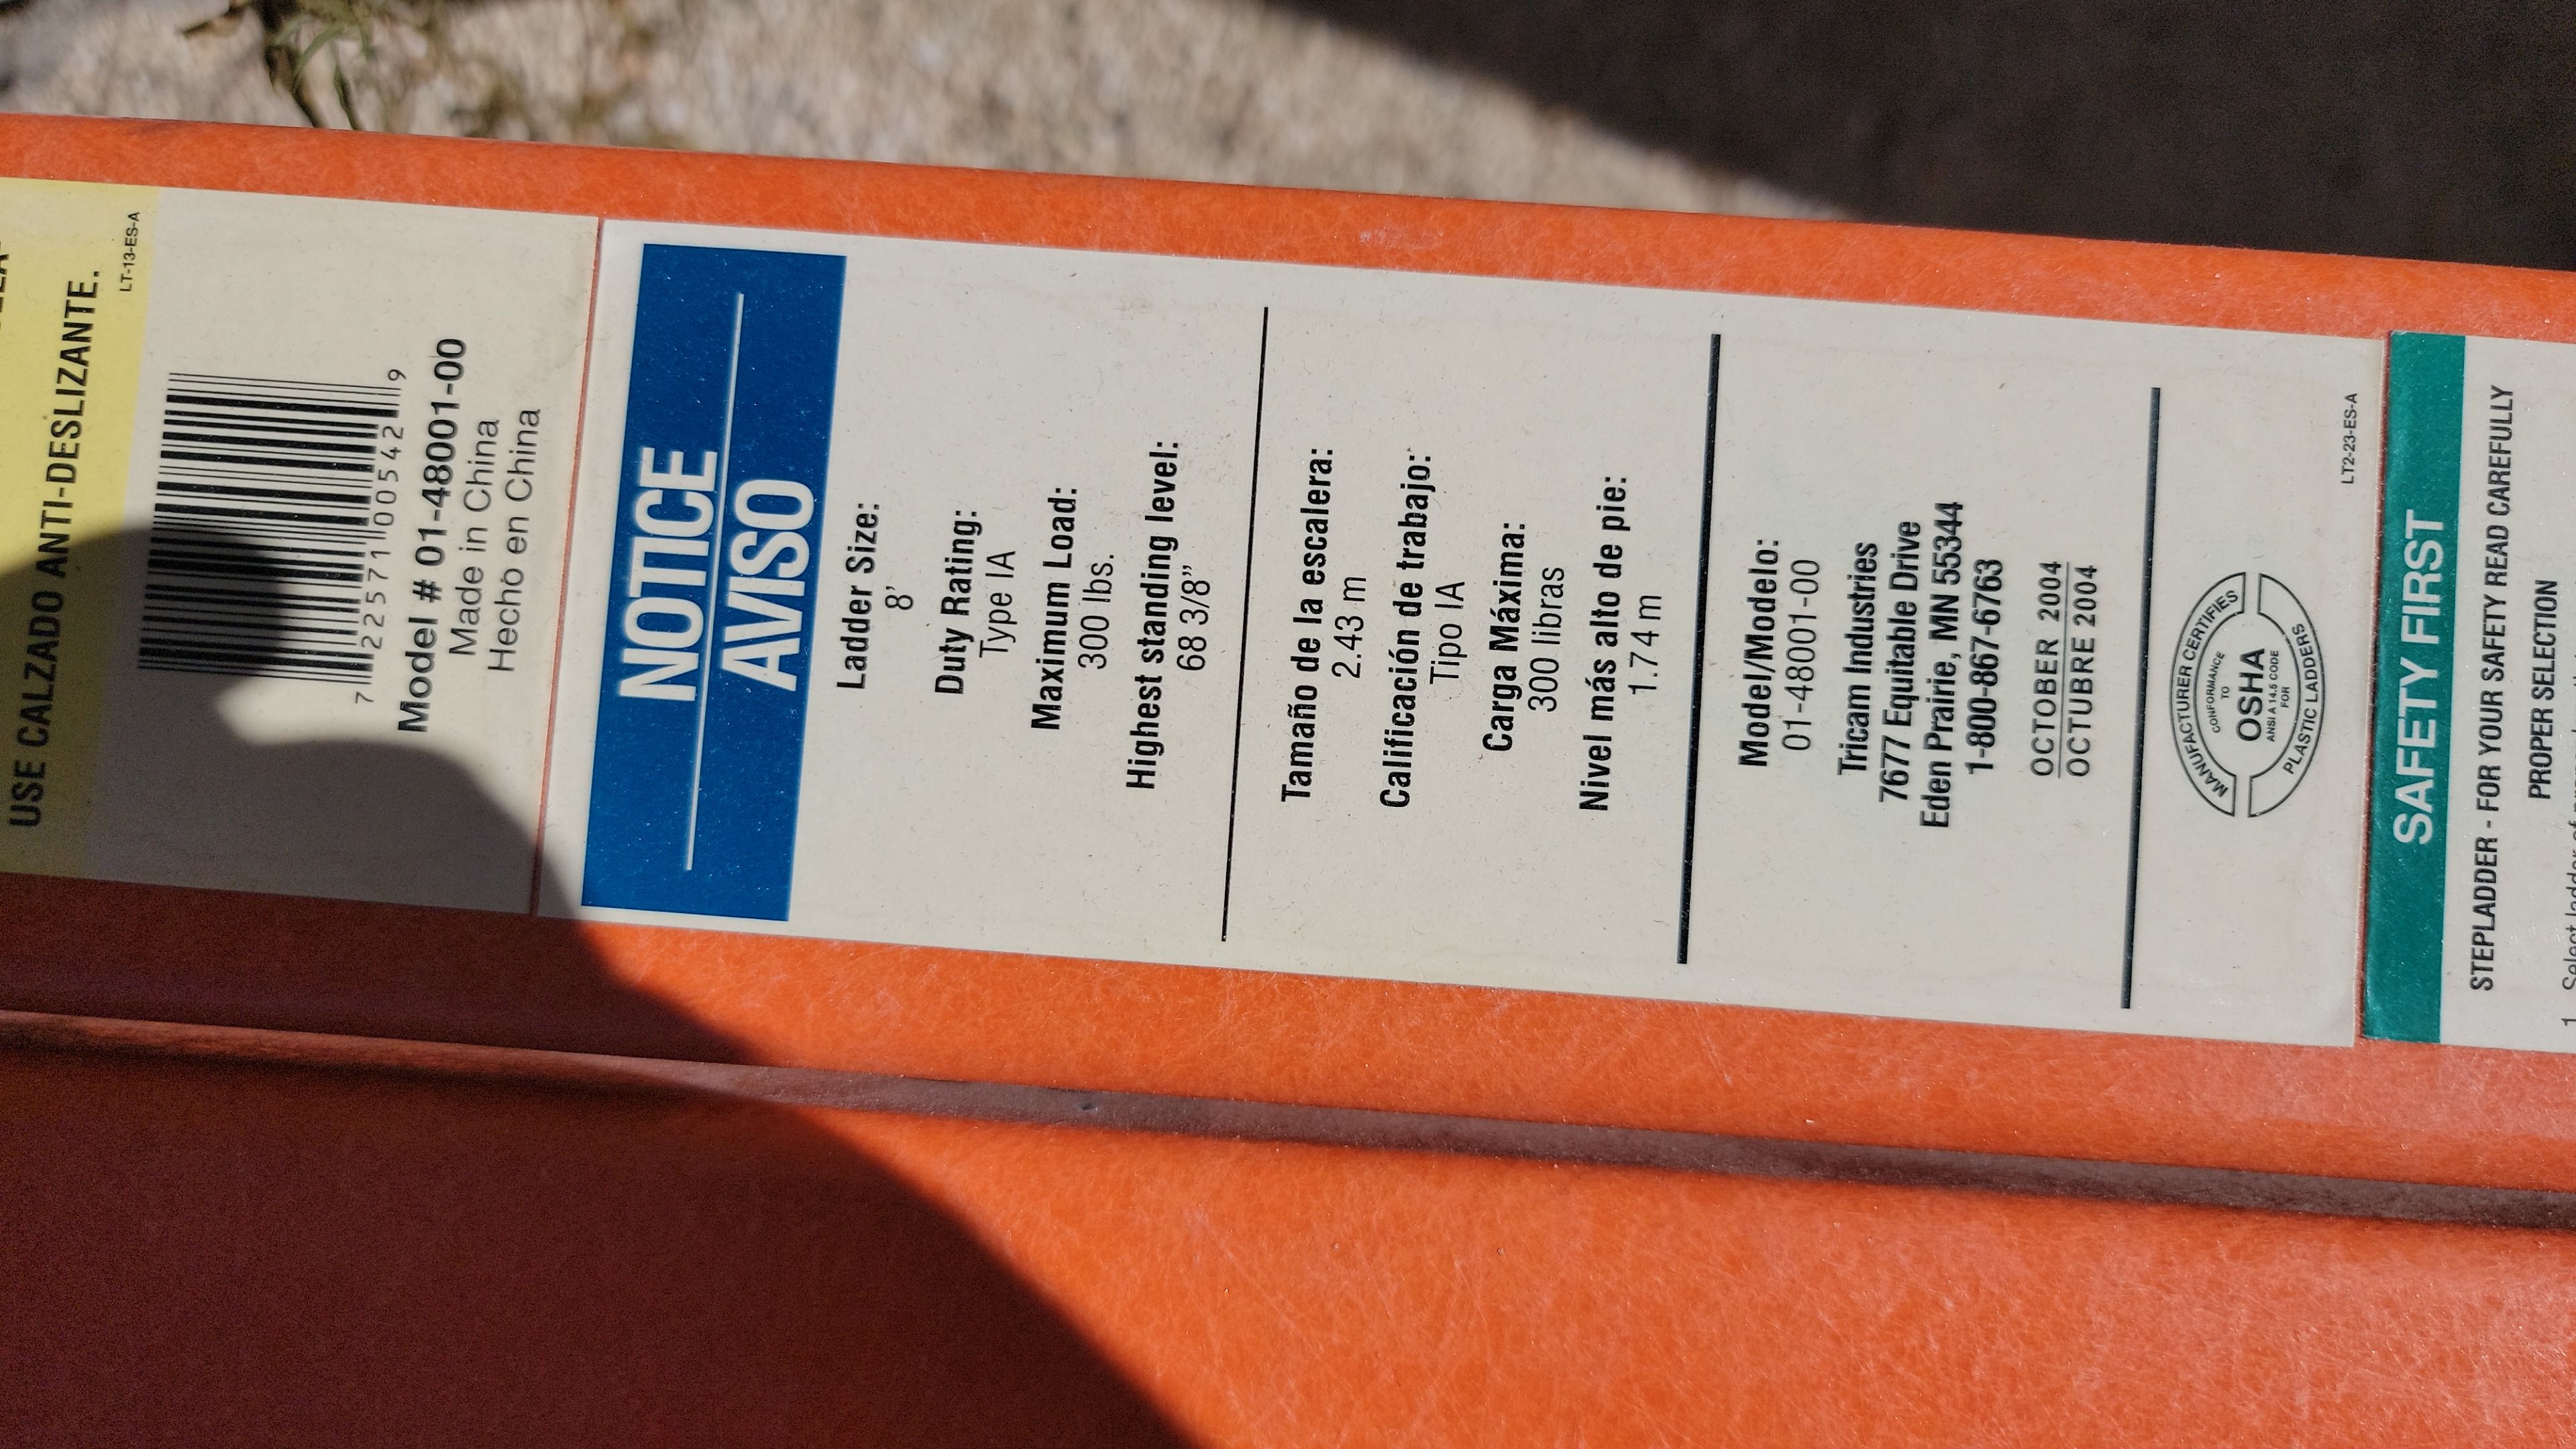 USE CALZADO ANTI-DESLIZANTE.
LT-13-ES-A
7 22571 00542 9
Model # 01-48001-00
Made in China
Hecho en China
NOTICE
AVISO
Ladder Size:
8'
Duty Rating:
Type IA
Maximum Load:
300 lbs.
Highest standing level:
68 3/8”
Tamaño de la escalera:
2.43 m
Calificación de trabajo:
Tipo IA
Carga Máxima:
300 libras
Nivel más alto de pie:
1.74 m
Model/Modelo:
01-48001-00
Tricam Industries
7677 Equitable Drive
Eden Prairie, MN 55344
1-800-867-6763
OCTOBER 2004
OCTUBRE 2004
MANUFACTURER CERTIFIES
CONFORMANCE
TO
OSHA
ANSI A 14.5 CODE
FOR
PLASTIC LADDERS
LT2-23-ES-A
SAFETY FIRST
STEPLADDER - FOR YOUR SAFETY READ CAREFULLY
PROPER SELECTION
1. Select ladder of